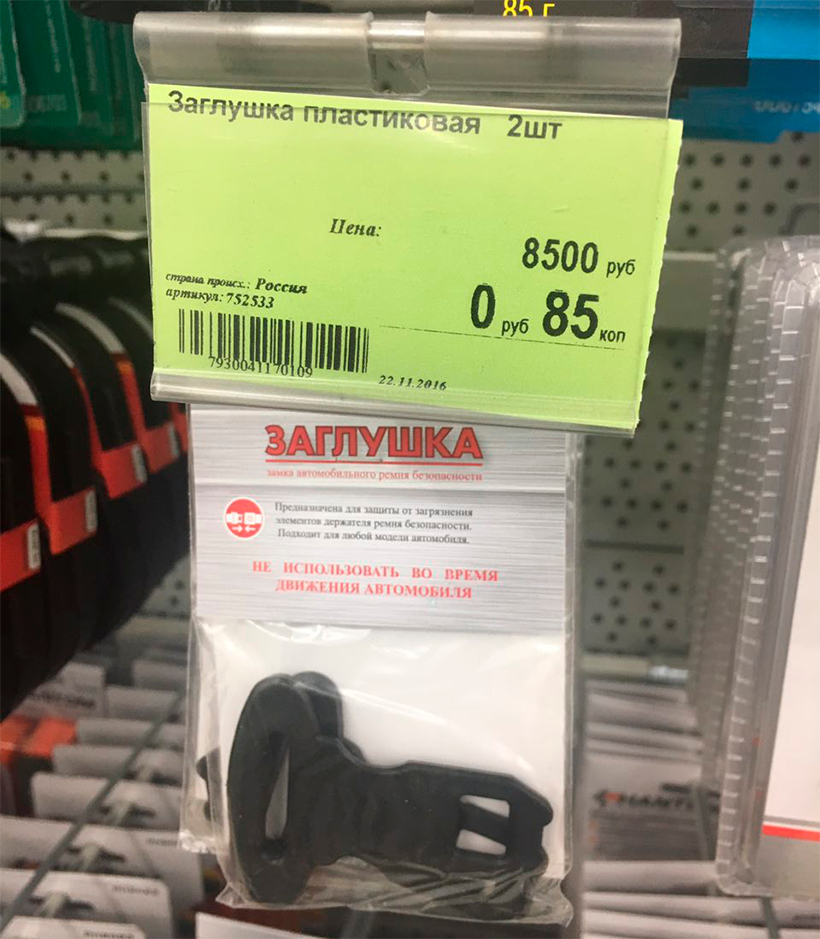 85 г
Заглушка пластиковая 2шт
Цена:
8500 руб
страна происх.: Россия
артикул: 752533
0 руб 85 коп
7930041170109
22.11.2016
ЗАГЛУШКА
замка автомобильного ремня безопасности
Предназначена для защиты от загрязнения
элементов держателя ремня безопасности.
Подходит для любой модели автомобиля.
НЕ ИСПОЛЬЗОВАТЬ ВО ВРЕМЯ
ДВИЖЕНИЯ АВТОМОБИЛЯ